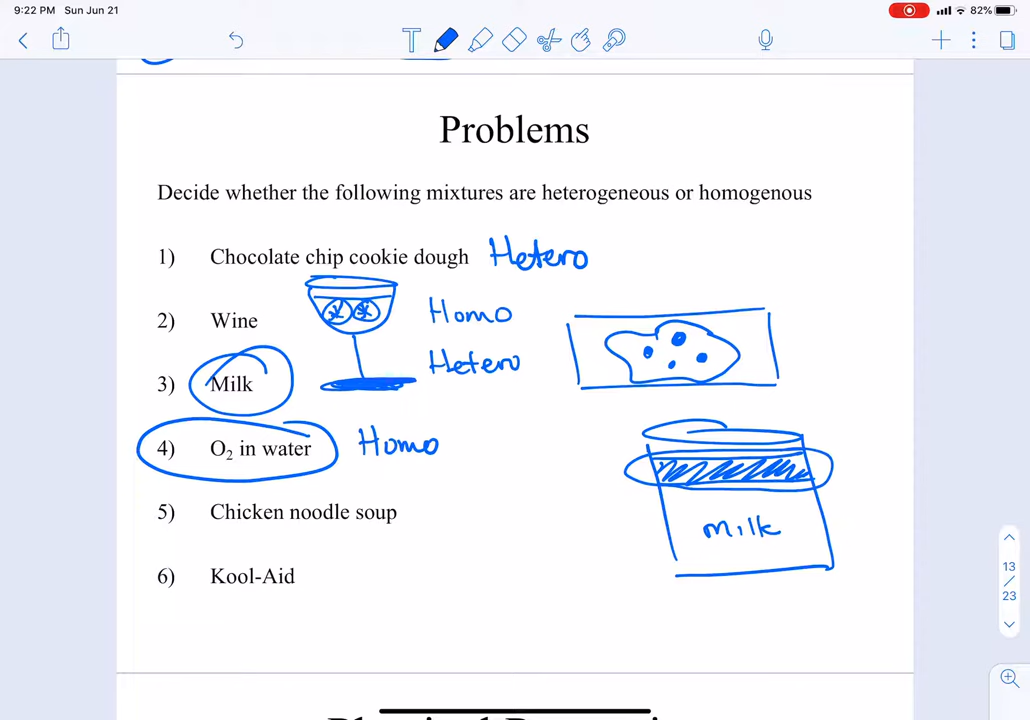 9:22 PM Sun Jun 21
82%
T
Problems
Decide whether the following mixtures are heterogeneous or homogenous
1) Chocolate chip cookie dough Hetero
2) Wine Homo
Hetero
3) Milk
4) O₂ in water Homo
milk
5) Chicken noodle soup
6) Kool-Aid
13
/
23